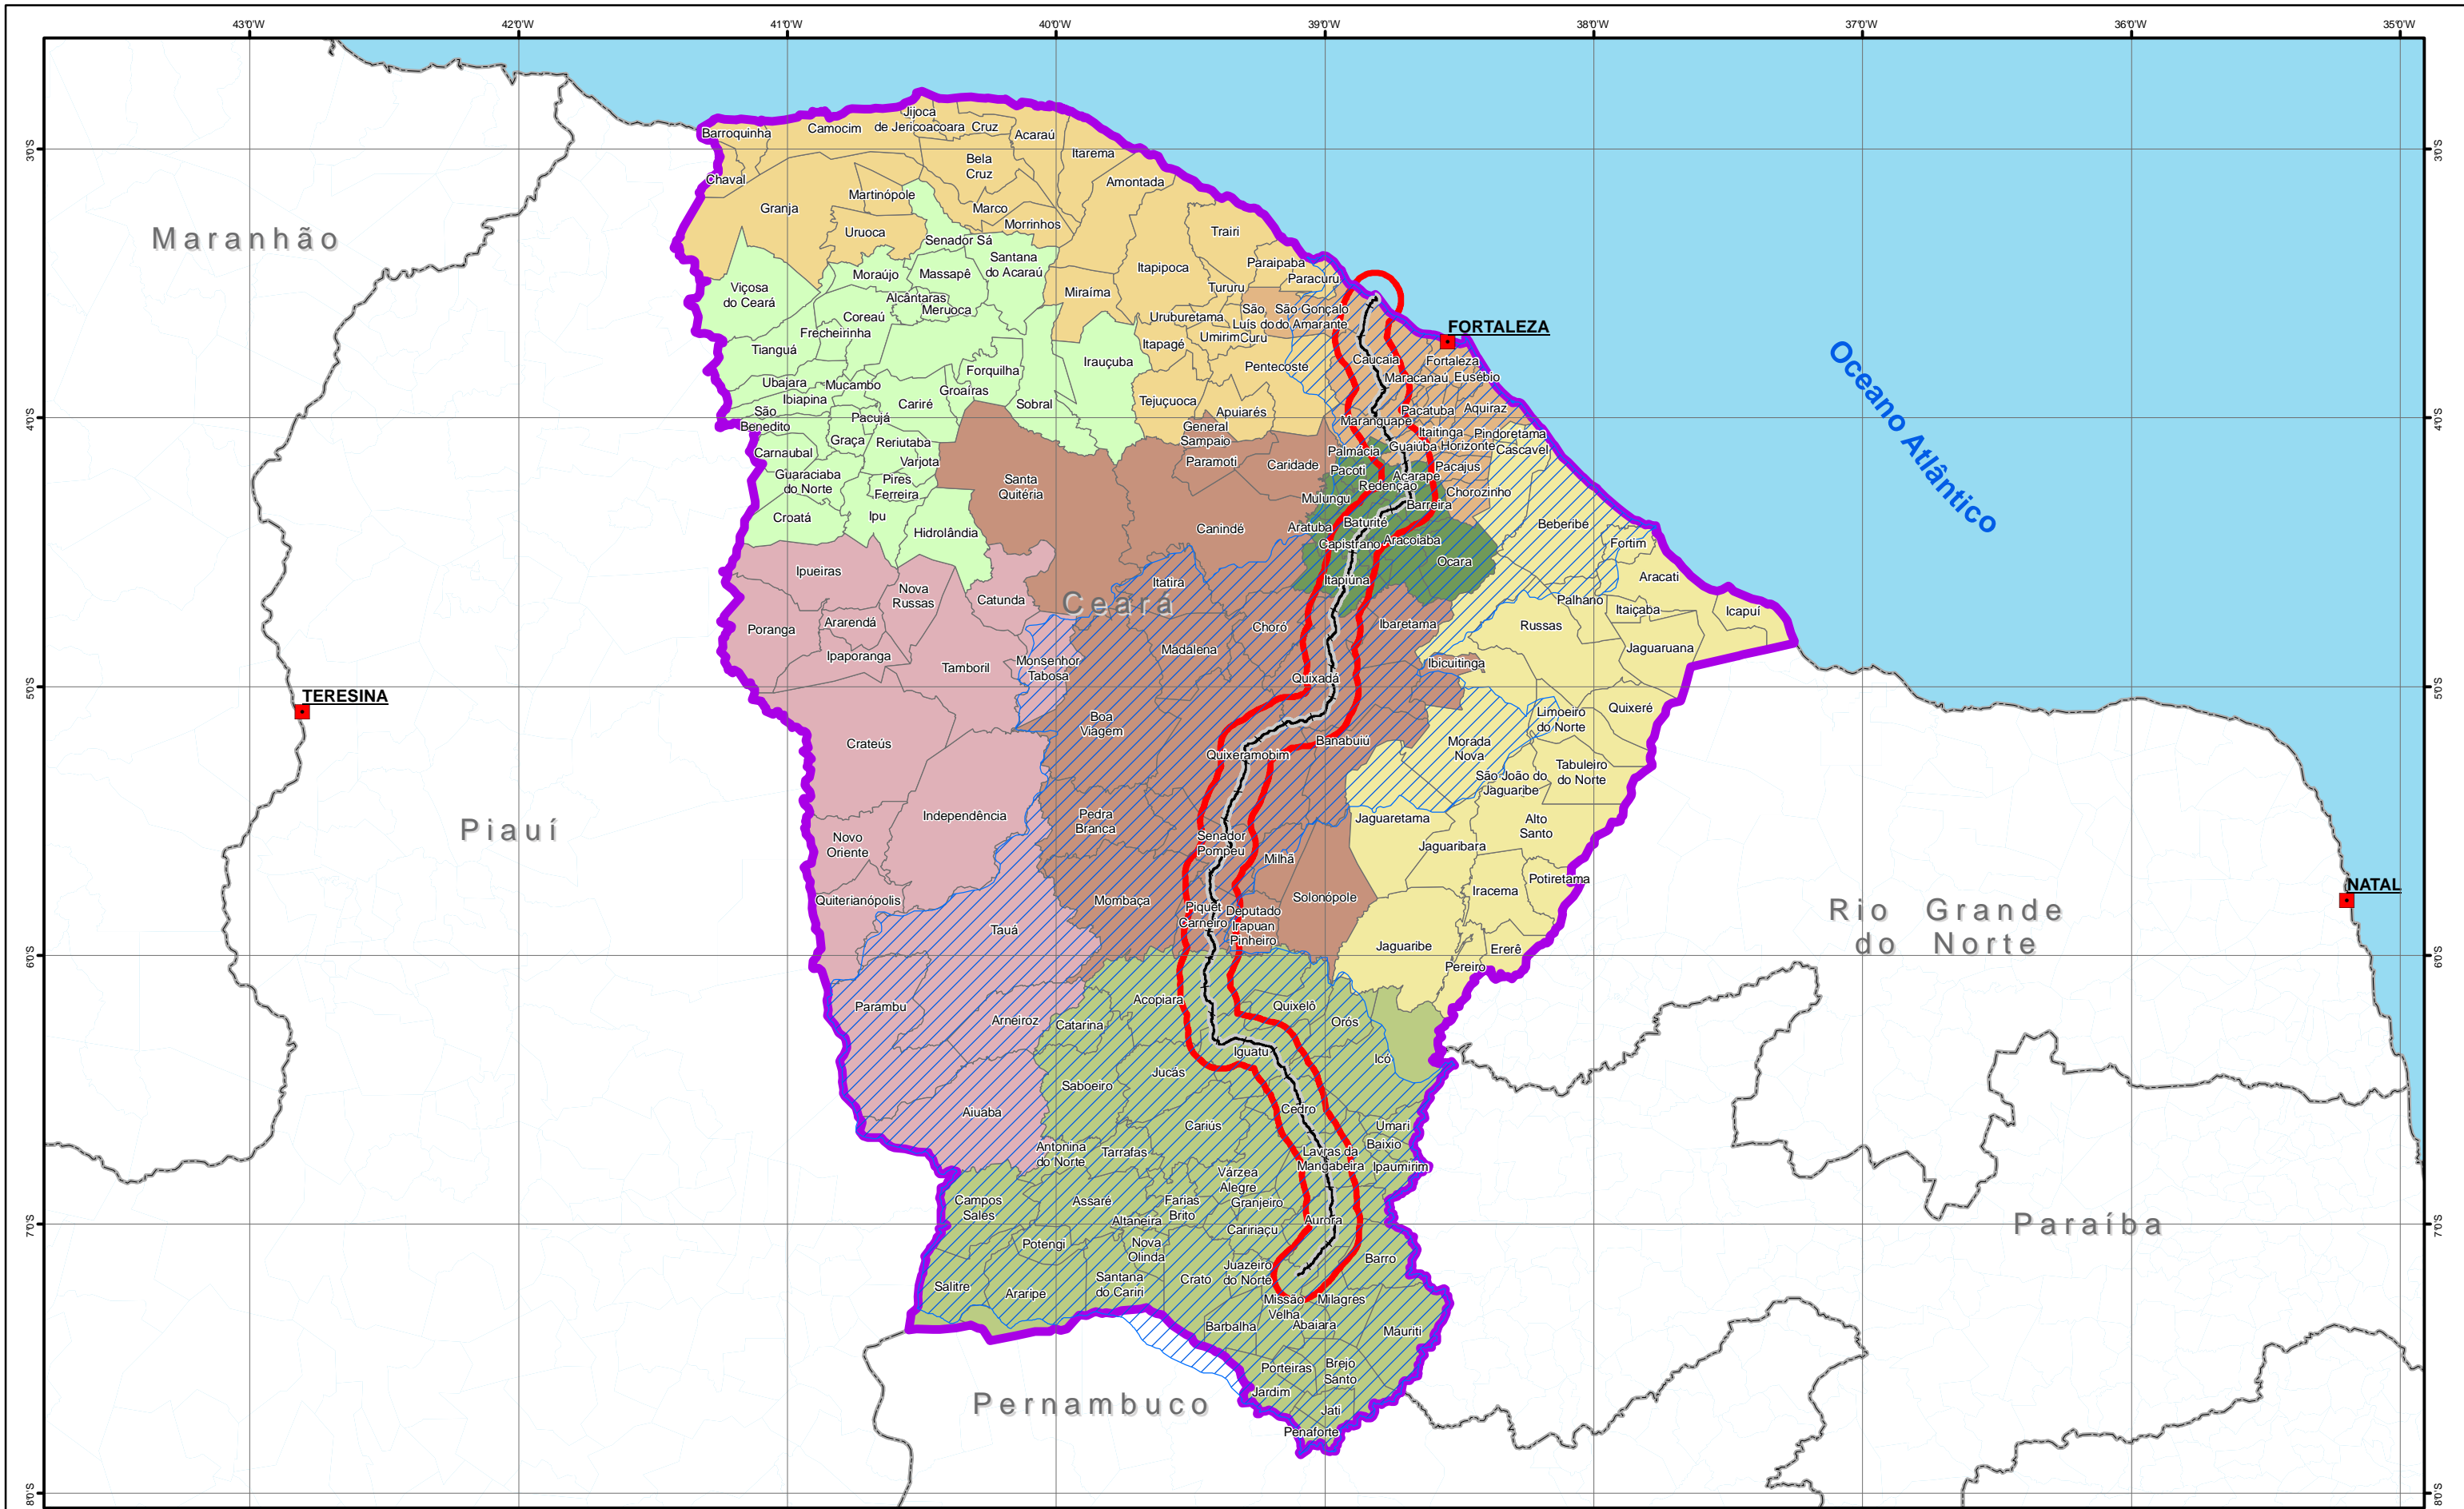 43°0'W
42°0'W
41°0'W
40°0'W
39°0'W
38°0'W
37°0'W
36°0'W
35°0'W
3°0'S
4°0'S
5°0'S
6°0'S
7°0'S
8°0'S
3°0'S
4°0'S
5°0'S
6°0'S
7°0'S
8°0'S
Maranhão
Piauí
Ceará
Pernambuco
Paraíba
Rio Grande
do Norte
Oceano Atlântico
TERESINA
FORTALEZA
NATAL
Barroquinha
Camocim
Jijoca
de Jericoacoara
Cruz
Acaraú
Itarema
Chaval
Bela
Cruz
Amontada
Granja
Martinópole
Marco
Morrinhos
Uruoca
Senador Sá
Trairi
Santana
do Acaraú
Moraújo
Massapê
Itapipoca
Paraipaba
Paracuru
Viçosa
do Ceará
Alcântaras
Meruoca
Miraíma
Tururu
Coreaú
Uruburetama
São
Luís do
Curu
São Gonçalo
do Amarante
Frecheirinha
Umirim
Itapagé
Tianguá
Irauçuba
Caucaia
Fortaleza
Forquilha
Pentecoste
Maracanaú
Eusébio
Ubajara
Mucambo
Ibiapina
Groaíras
Cariré
Sobral
Tejuçuoca
Apuiarés
Pacatuba
Aquiraz
São
Benedito
Pacujá
Maranguape
General
Sampaio
Itaitinga
Pindoretama
Graça
Reriutaba
Guaiúba
Horizonte
Cascavel
Carnaubal
Varjota
Paramoti
Caridade
Palmácia
Pacoti
Pacajus
Guaraciaba
do Norte
Pires
Ferreira
Santa
Quitéria
Acarape
Redenção
Chorozinho
Mulungu
Barreira
Croatá
Ipu
Hidrolândia
Canindé
Aratuba
Baturité
Beberibe
Capistrano
Aracoiaba
Fortim
Ocara
Ipueiras
Nova
Russas
Catunda
Itatira
Itapiúna
Aracati
Palhano
Itaiçaba
Icapuí
Poranga
Ararendá
Choró
Ibaretama
Russas
Ipaporanga
Tamboril
Monsenhor
Tabosa
Madalena
Jaguaruana
Ibicuitinga
Quixadá
Boa
Viagem
Limoeiro
do Norte
Quixeré
Crateús
Quixeramobim
Banabuiú
Morada
Nova
São João do
Jaguaribe
Tabuleiro
do Norte
Independência
Pedra
Branca
Jaguaretama
Alto
Santo
Novo
Oriente
Senador
Pompeu
Milhã
Jaguaribara
Potiretama
Quiterianópolis
Mombaça
Solonópole
Iracema
Piquet
Carneiro
Deputado
Irapuan
Pinheiro
Tauá
Jaguaribe
Ererê
Pereiro
Parambu
Acopiara
Quixelô
Arneiroz
Catarina
Orós
Iguatu
Icó
Jucás
Saboeiro
Aiuaba
Cedro
Cariús
Umari
Baixio
Antonina
do Norte
Tarrafas
Lavras da
Mangabeira
Ipaumirim
Várzea
Alegre
Campos
Sales
Assaré
Farias
Brito
Granjeiro
Altaneira
Caririaçu
Aurora
Potengi
Nova
Olinda
Barro
Juazeiro
do Norte
Salitre
Araripe
Santana
do Cariri
Crato
Missão
Velha
Milagres
Barbalha
Abaiara
Mauriti
Porteiras
Brejo
Santo
Jardim
Jati
Penaforte